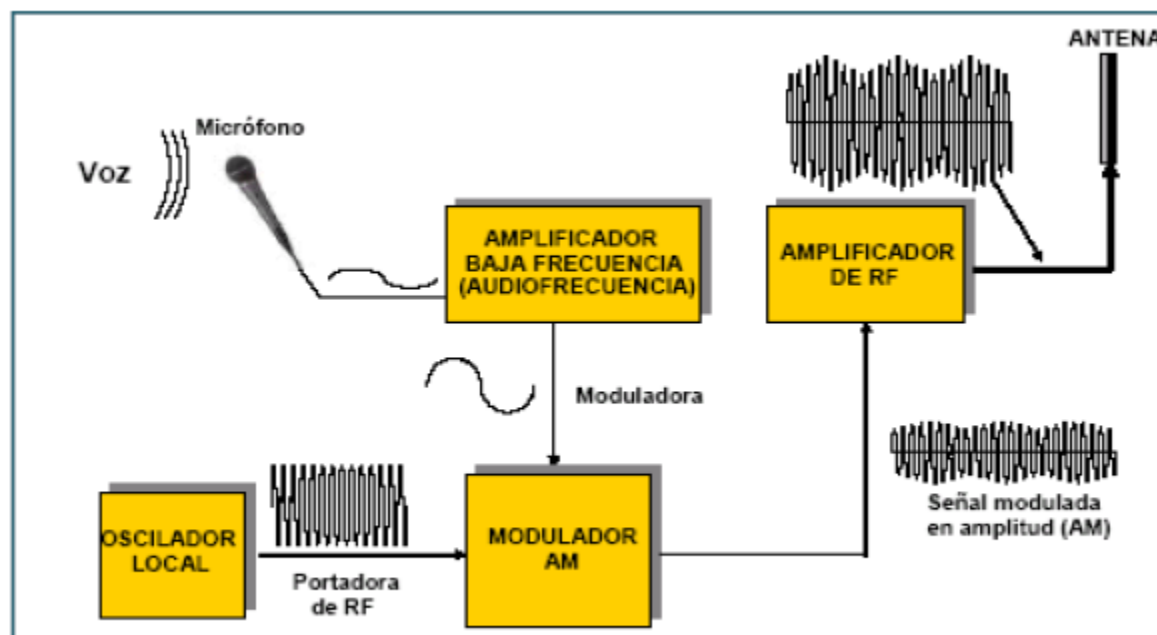 ANTENA
Micrófono
Voz
AMPLIFICADOR
BAJA FRECUENCIA
(AUDIOFRECUENCIA)
AMPLIFICADOR
DE RF
Moduladora
OSCILADOR
LOCAL
Portadora
de RF
MODULADOR
AM
Señal modulada
en amplitud (AM)